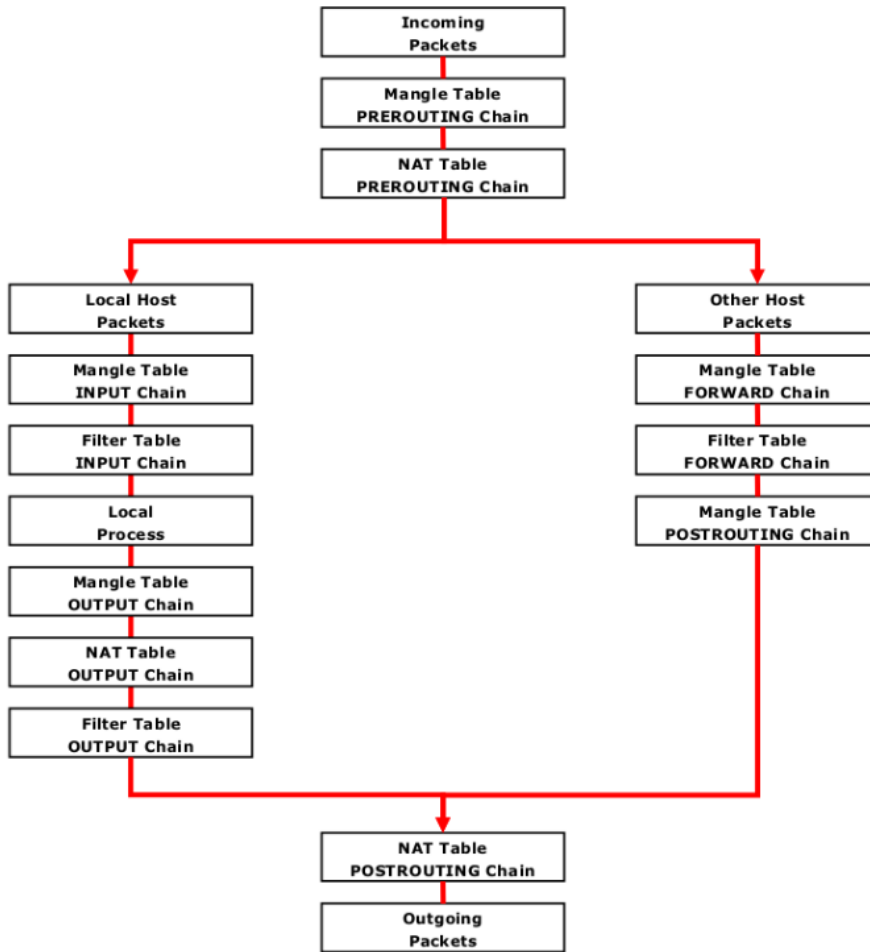 Incoming
Packets
Mangle Table
PREROUTING Chain
NAT Table
PREROUTING Chain
Local Host
Packets
Mangle Table
INPUT Chain
Filter Table
INPUT Chain
Local
Process
Mangle Table
OUTPUT Chain
NAT Table
OUTPUT Chain
Filter Table
OUTPUT Chain
Other Host
Packets
Mangle Table
FORWARD Chain
Filter Table
FORWARD Chain
Mangle Table
POSTROUTING Chain
NAT Table
POSTROUTING Chain
Outgoing
Packets